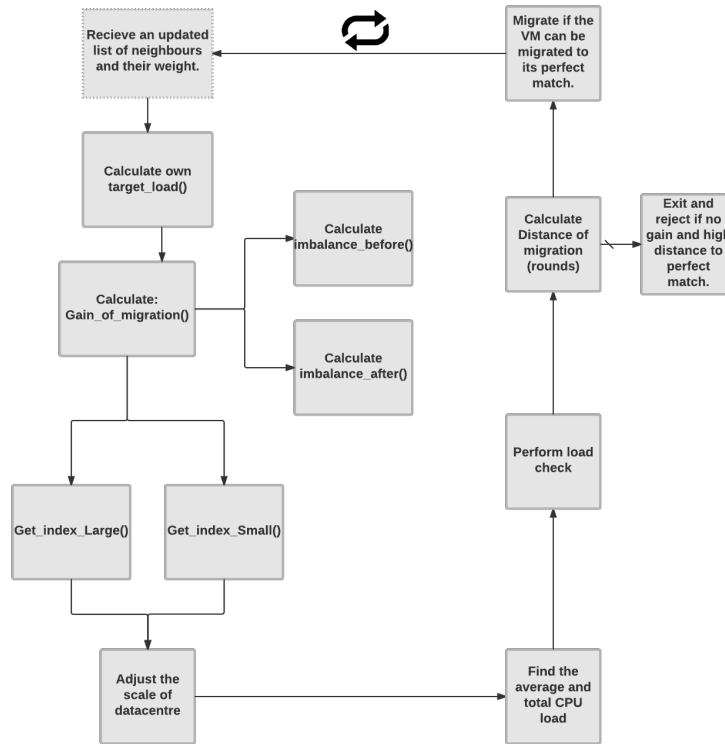 Recieve an updated
list of neighbours
and their weight.
Migrate if the
VM can be
migrated to
its perfect
match.
Calculate own
target_load()
Calculate
imbalance_before()
Calculate
Distance of
migration
(rounds)
Exit and
reject if no
gain and high
distance to
perfect
match.
Calculate:
Gain_of_migration()
Calculate
imbalance_after()
Perform load
check
Get_index_Large()
Get_index_Small()
Adjust the
scale of
datacentre
Find the
average and
total CPU
load